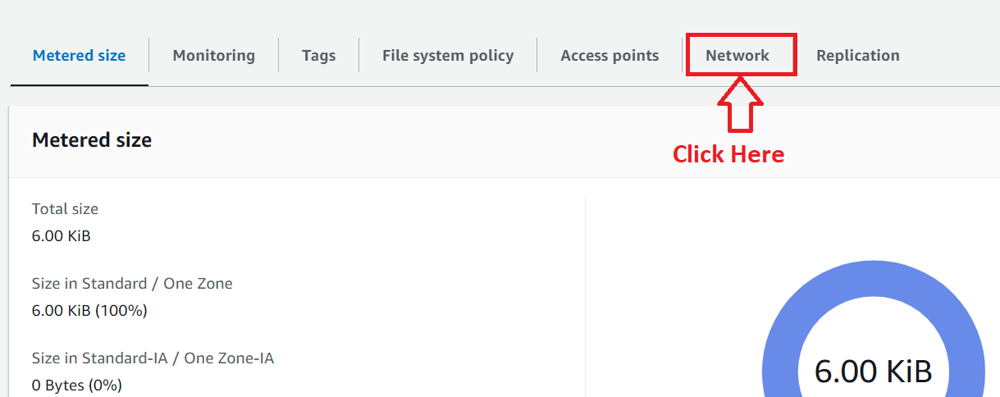 Metered size Monitoring Tags File system policy Access points Network Replication
Click Here
Metered size
Total size
6.00 KiB
Size in Standard / One Zone
6.00 KiB (100%)
Size in Standard-IA / One Zone-IA
0 Bytes (0%)
6.00 KiB